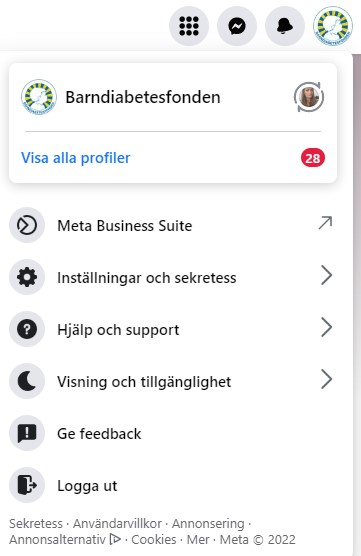 Barndiabetesfonden
Visa alla profiler
28
Meta Business Suite
Inställningar och sekretess
Hjälp och support
Visning och tillgänglighet
Ge feedback
Logga ut
Sekretess · Användarvillkor · Annonsering ·
Annonsalternativ · Cookies · Mer · Meta © 2022